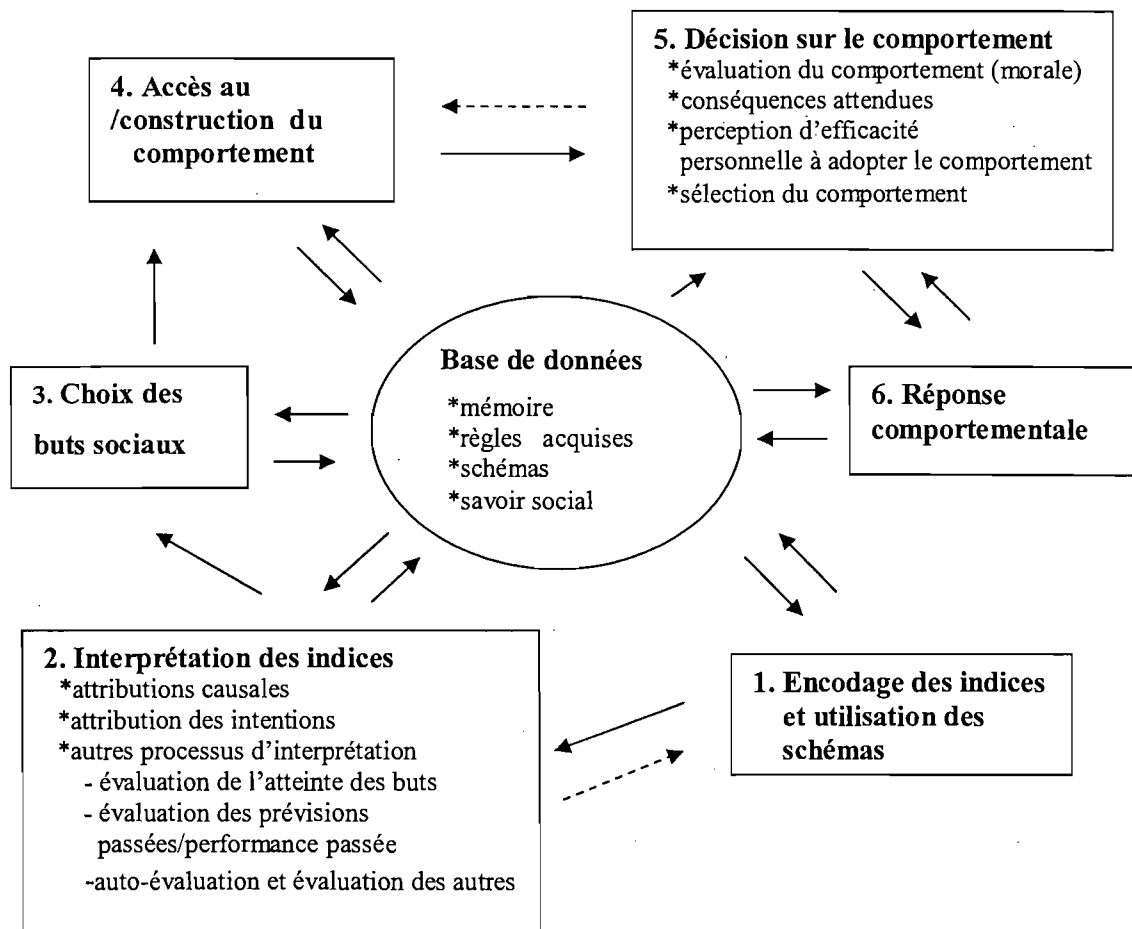 4. Accès au
/construction du
comportement
5. Décision sur le comportement
*évaluation du comportement (morale)
*conséquences attendues
*perception d'efficacité
personnelle à adopter le comportement
*sélection du comportement
3. Choix des
buts sociaux
Base de données
*mémoire
*règles acquises
*schémas
*savoir social
6. Réponse
comportementale
2. Interprétation des indices
*attributions causales
*attribution des intentions
*autres processus d'interprétation
- évaluation de l'atteinte des buts
- évaluation des prévisions
passées/performance passée
-auto-évaluation et évaluation des autres
1. Encodage des indices
et utilisation des
schémas